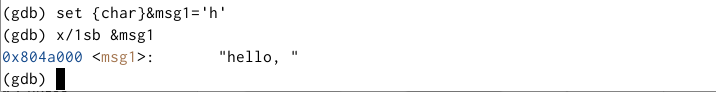 (gdb) set {char}&msg1='h'
(gdb) x/1sb &msg1
0x804a000 <msg1>:	"hello, "
(gdb)